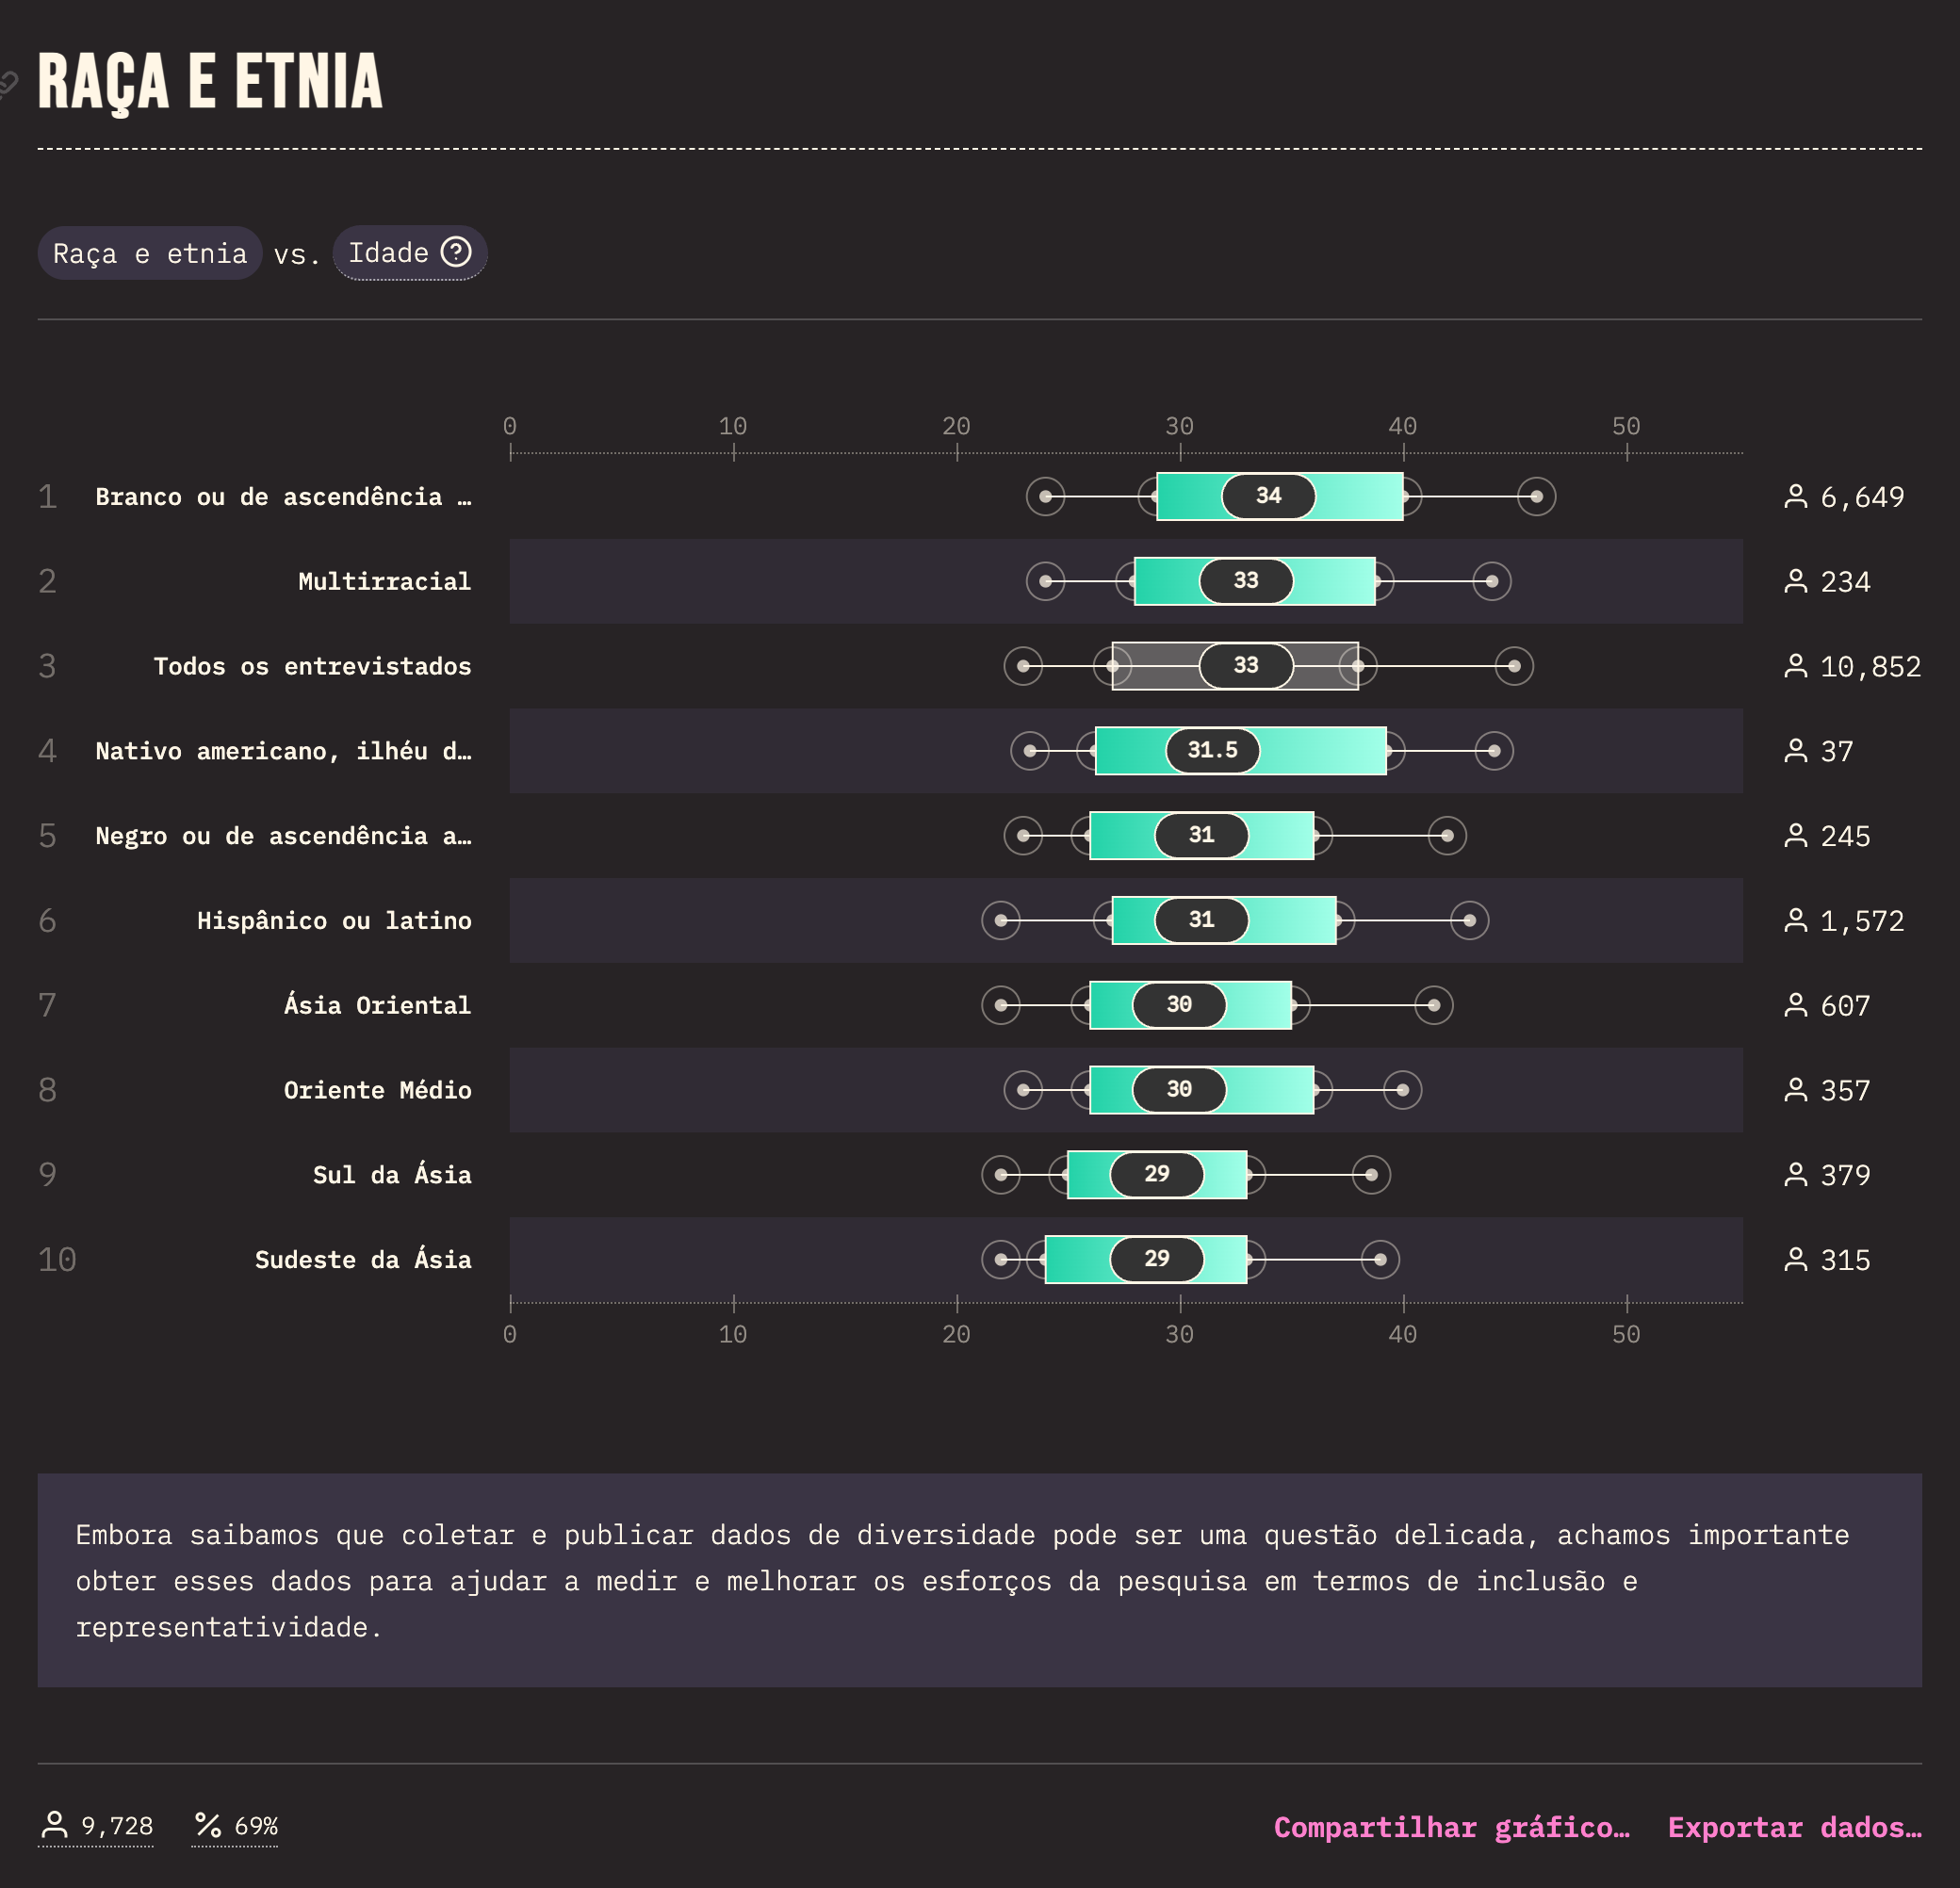 RAÇA E ETNIA
Raça e etnia vs. Idade ?
0 10 20 30 40 50
1 Branco ou de ascendência … 34 6,649
2 Multirracial 33 234
3 Todos os entrevistados 33 10,852
4 Nativo americano, ilhéu d… 31.5 37
5 Negro ou de ascendência a… 31 245
6 Hispânico ou latino 31 1,572
7 Ásia Oriental 30 607
8 Oriente Médio 30 357
9 Sul da Ásia 29 379
10 Sudeste da Ásia 29 315
0 10 20 30 40 50
Embora saibamos que coletar e publicar dados de diversidade pode ser uma questão delicada, achamos importante
obter esses dados para ajudar a medir e melhorar os esforços da pesquisa em termos de inclusão e
representatividade.
9,728 % 69% Compartilhar gráfico… Exportar dados…